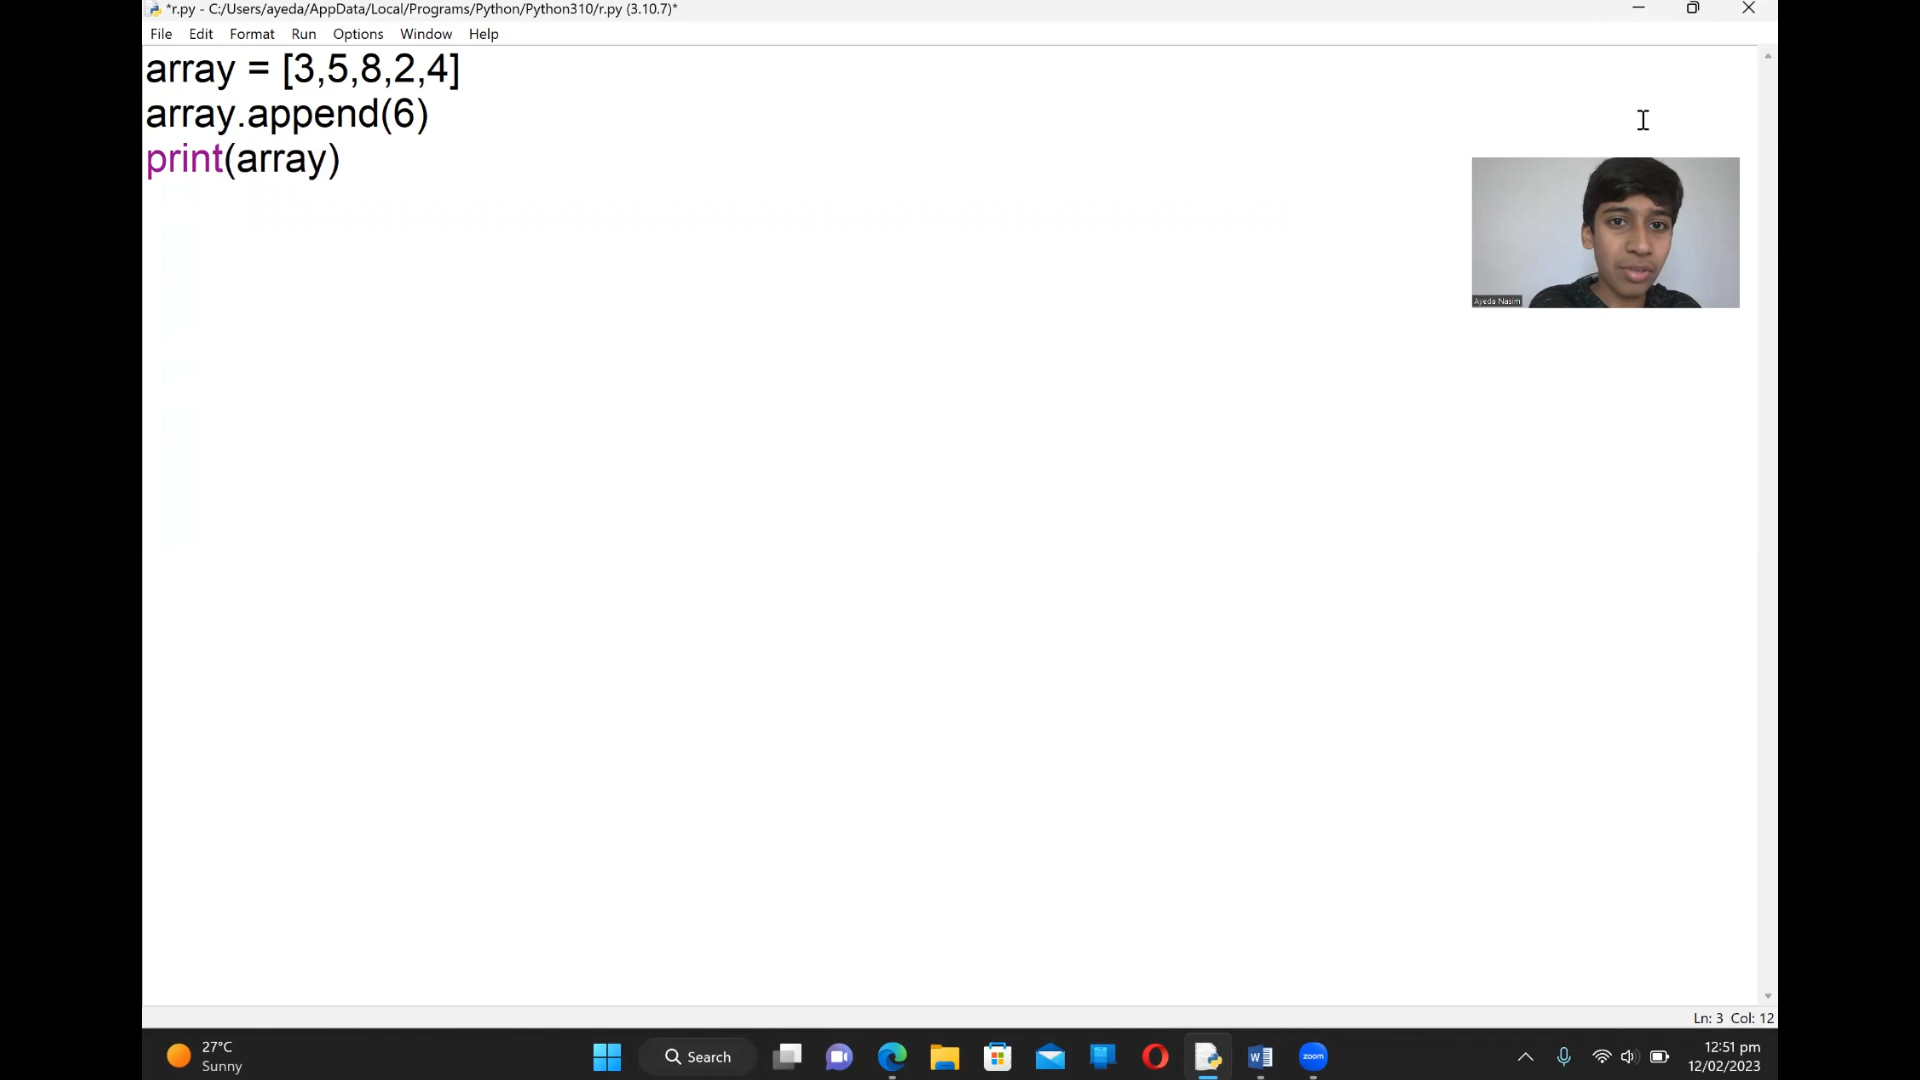 *r.py - C:/Users/ayeda/AppData/Local/Programs/Python/Python310/r.py (3.10.7)*
File Edit Format Run Options Window Help
array = [3,5,8,2,4]
array.append(6)
print(array)
Ayeda Nasim
Ln: 3 Col: 12
27°C
Sunny
Search
W
zoom
12:51 pm
12/02/2023